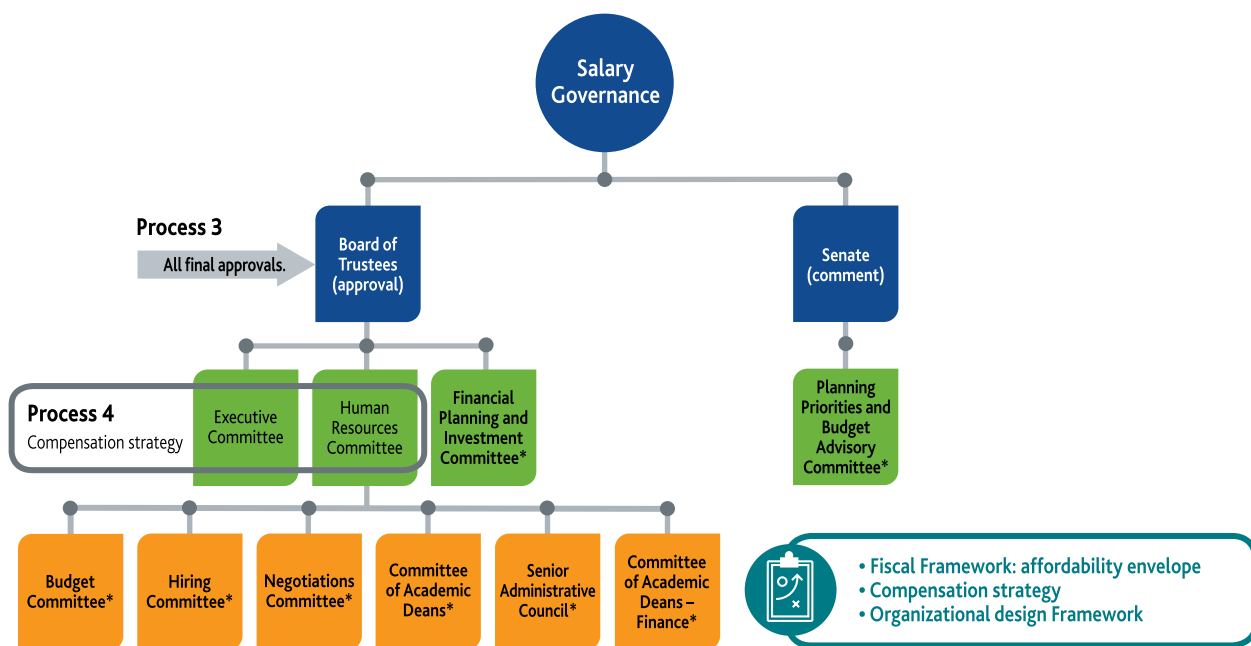 Salary
Governance
Process 3
All final approvals.
Board of
Trustees
(approval)
Senate
(comment)
Process 4
Compensation strategy
Executive
Committee
Human
Resources
Committee
Financial
Planning and
Investment
Committee*
Planning
Priorities and
Budget
Advisory
Committee*
Budget
Committee*
Hiring
Committee*
Negotiations
Committee*
Committee
of Academic
Deans*
Senior
Administrative
Council*
Committee
of Academic
Deans –
Finance*
• Fiscal Framework: affordability envelope
• Compensation strategy
• Organizational design Framework